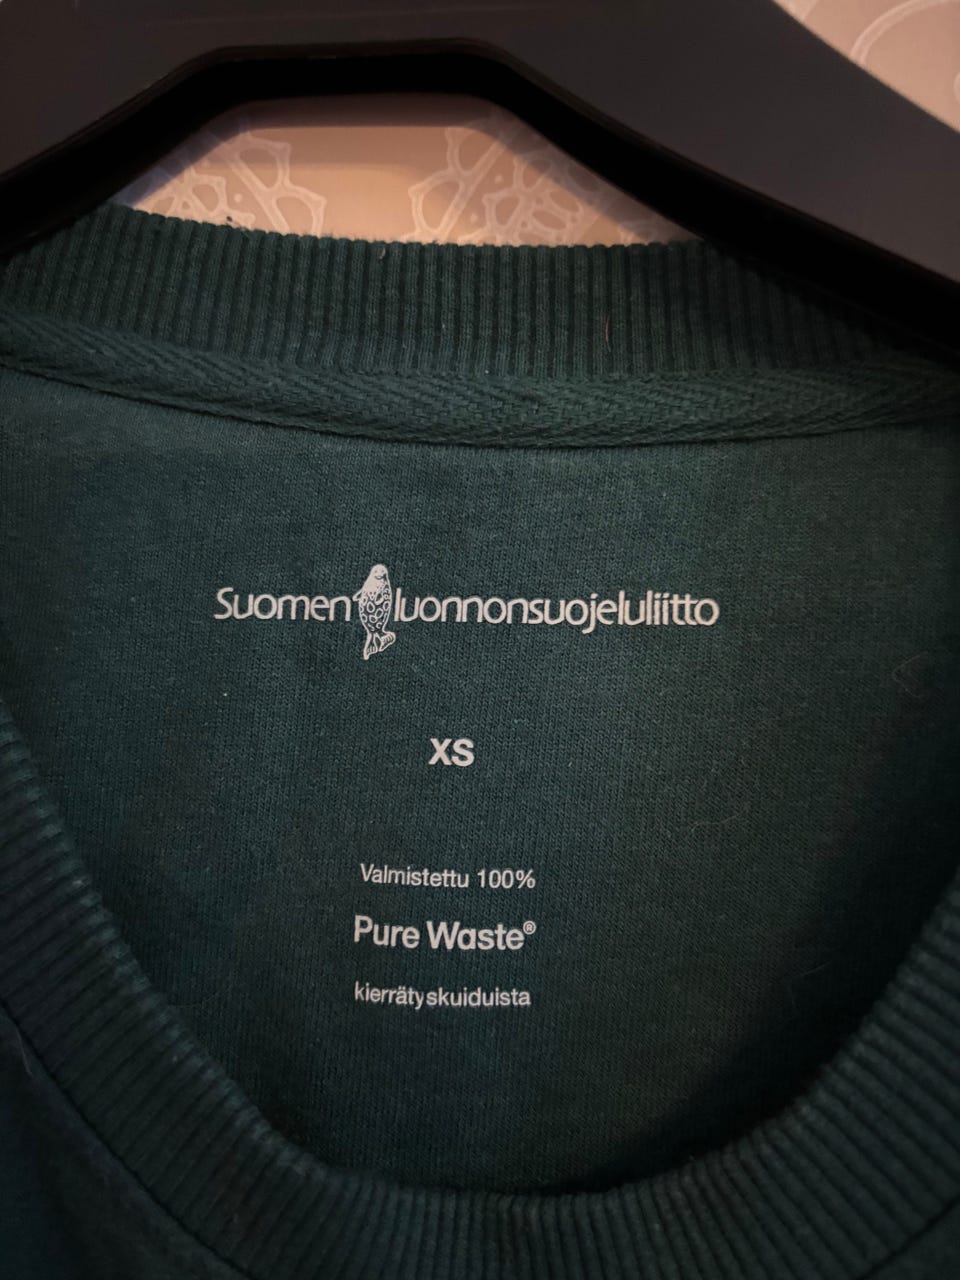 Suomen luonnonsuojeluliitto
XS
Valmistettu 100%
Pure Waste®
kierrätyskuiduista